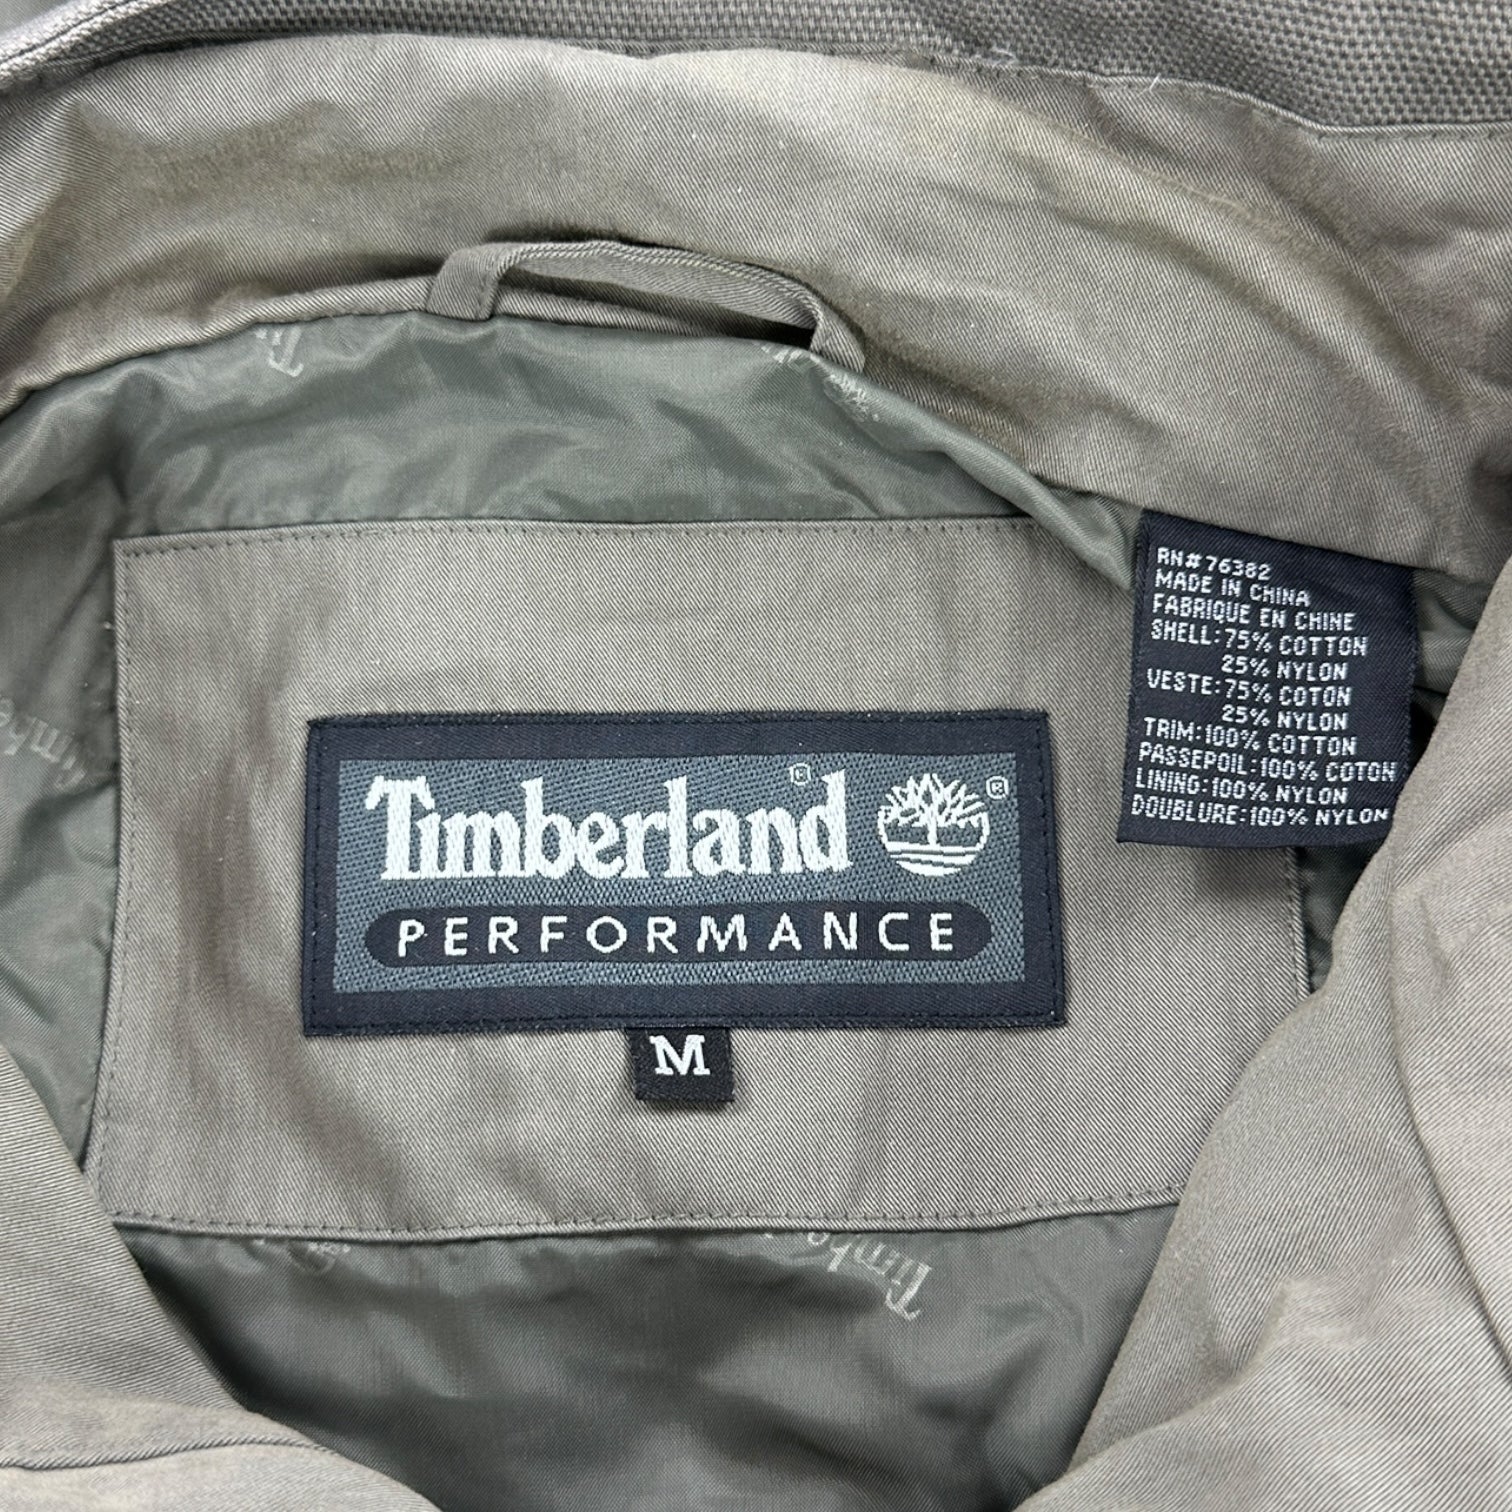 Timberland®
®
PERFORMANCE
M
RN#76382
MADE IN CHINA
FABRIQUE EN CHINE
SHELL:75% COTTON
25% NYLON
VESTE:75% COTON
25% NYLON
TRIM:100% COTTON
PASSEPOIL:100% COTON
LINING:100% NYLON
DOUBLURE:100% NYLON